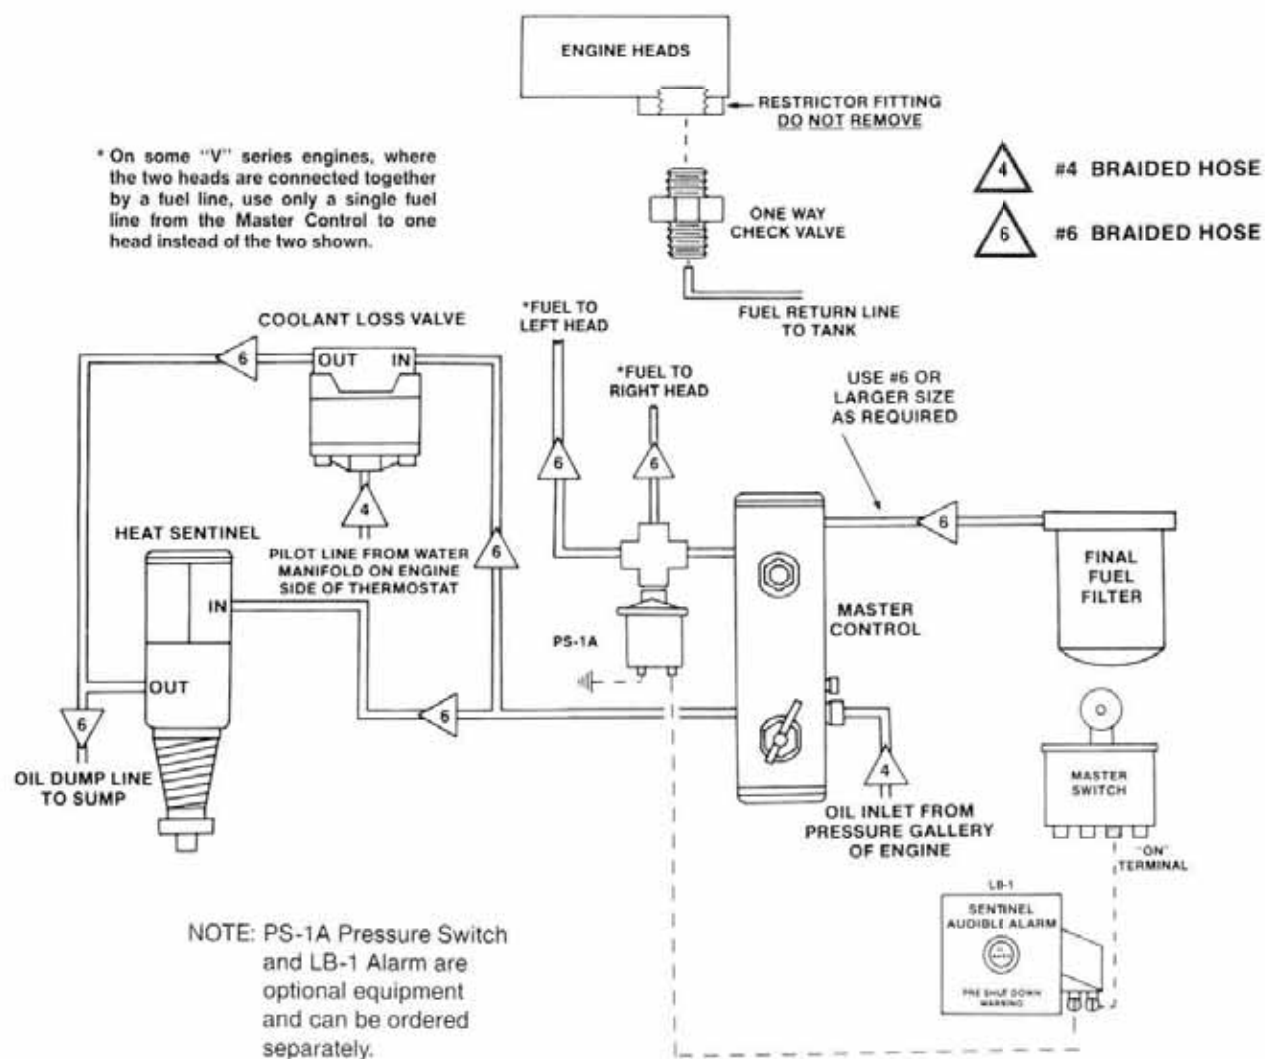 ENGINE HEADS
RESTRICTOR FITTING
DO NOT REMOVE
* On some "V" series engines, where
the two heads are connected together
by a fuel line, use only a single fuel
line from the Master Control to one
head instead of the two shown.
4 #4 BRAIDED HOSE
6 #6 BRAIDED HOSE
ONE WAY
CHECK VALVE
FUEL RETURN LINE
TO TANK
COOLANT LOSS VALVE
*FUEL TO
LEFT HEAD
*FUEL TO
RIGHT HEAD
USE #6 OR
LARGER SIZE
AS REQUIRED
6
OUT IN
6
6
4
6
6
HEAT SENTINEL
PILOT LINE FROM WATER
MANIFOLD ON ENGINE
SIDE OF THERMOSTAT
FINAL
FUEL
FILTER
IN
MASTER
CONTROL
PS-1A
OUT
6
6
4
OIL DUMP LINE
TO SUMP
OIL INLET FROM
PRESSURE GALLERY
OF ENGINE
MASTER
SWITCH
"ON"
TERMINAL
LB-1
SENTINEL
AUDIBLE ALARM
PRE SHUT DOWN
WARNING
NOTE: PS-1A Pressure Switch
and LB-1 Alarm are
optional equipment
and can be ordered
separately.